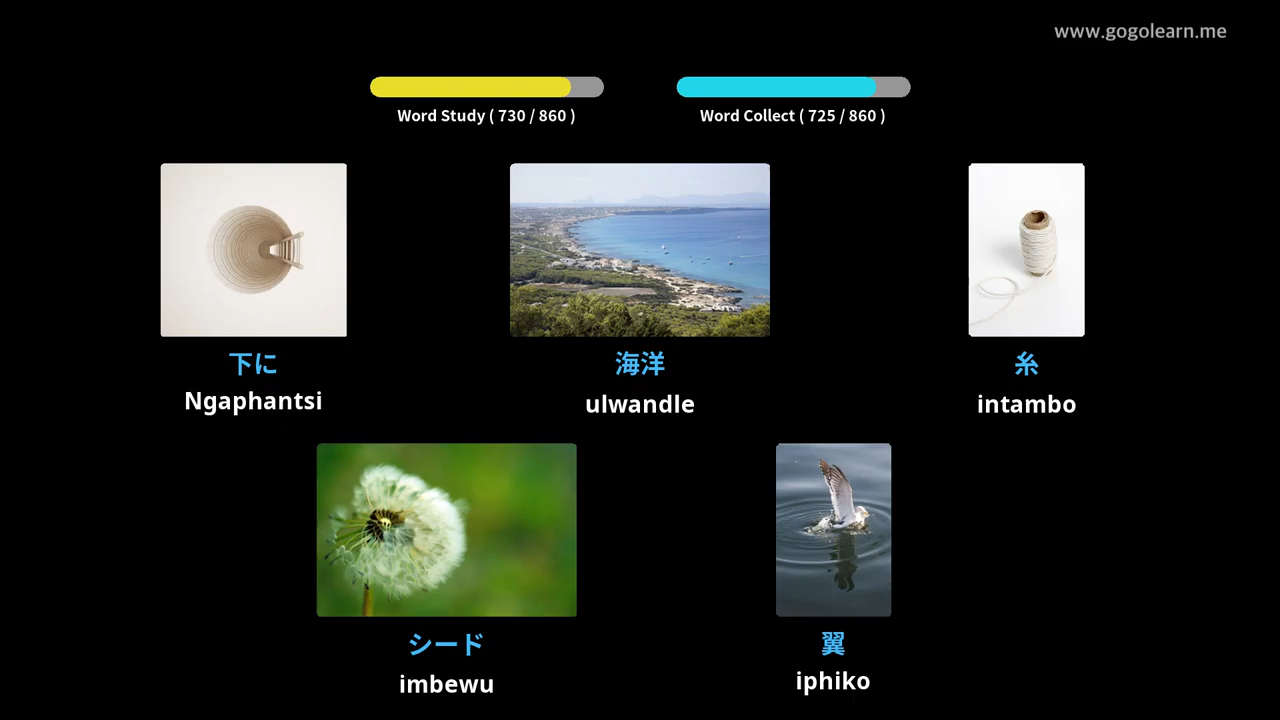 www.gogolearn.me
Word Study ( 730 / 860 )
Word Collect ( 725 / 860 )
下に
Ngaphantsi
海洋
ulwandle
糸
intambo
シード
imbewu
翼
iphiko